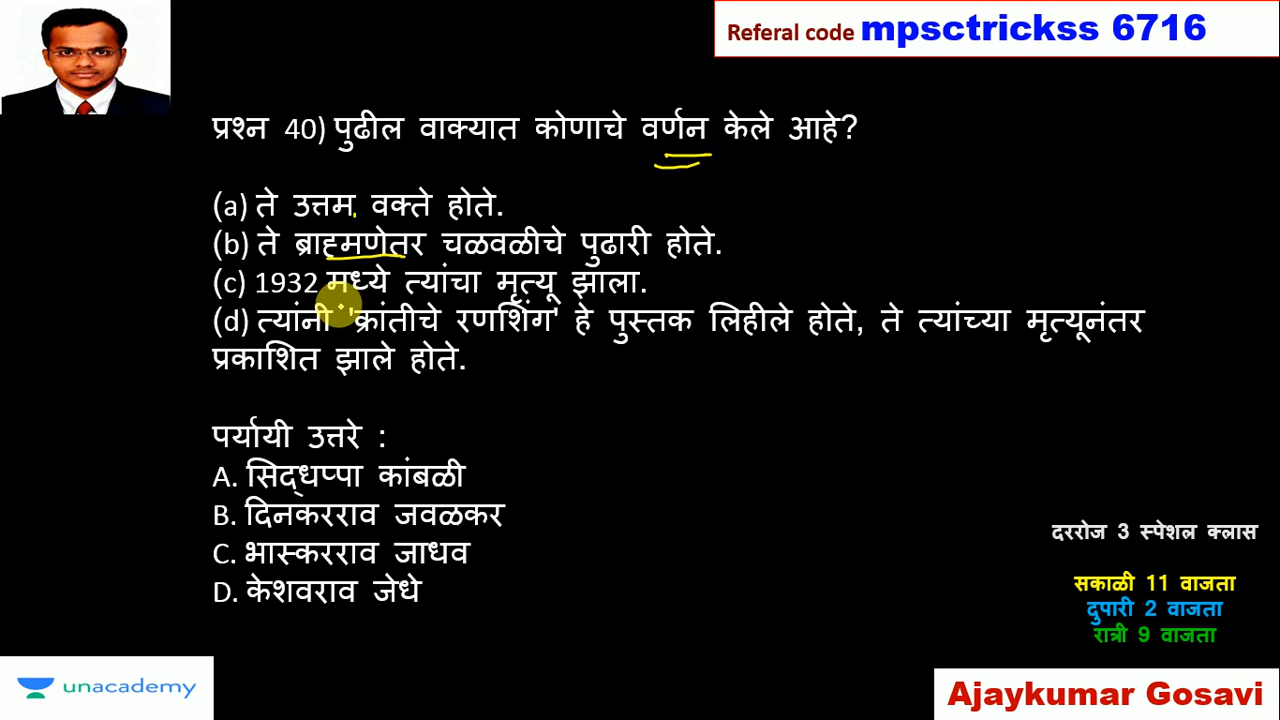 Referal code mpsctrickss 6716
प्रश्न 40) पुढील वाक्यात कोणाचे वर्णन केले आहे?
(a) ते उत्तम वक्ते होते.
(b) ते ब्राह्मणेतर चळवळीचे पुढारी होते.
(c) 1932 मध्ये त्यांचा मृत्यू झाला.
(d) त्यांनी 'क्रांतीचे रणशिंग' हे पुस्तक लिहीले होते, ते त्यांच्या मृत्यूनंतर
प्रकाशित झाले होते.
पर्यायी उत्तरे :
A. सिद्धप्पा कांबळी
B. दिनकरराव जवळकर
C. भास्करराव जाधव
D. केशवराव जेधे
दररोज 3 स्पेशल क्लास
सकाळी 11 वाजता
दुपारी 2 वाजता
रात्री 9 वाजता
unacademy
Ajaykumar Gosavi